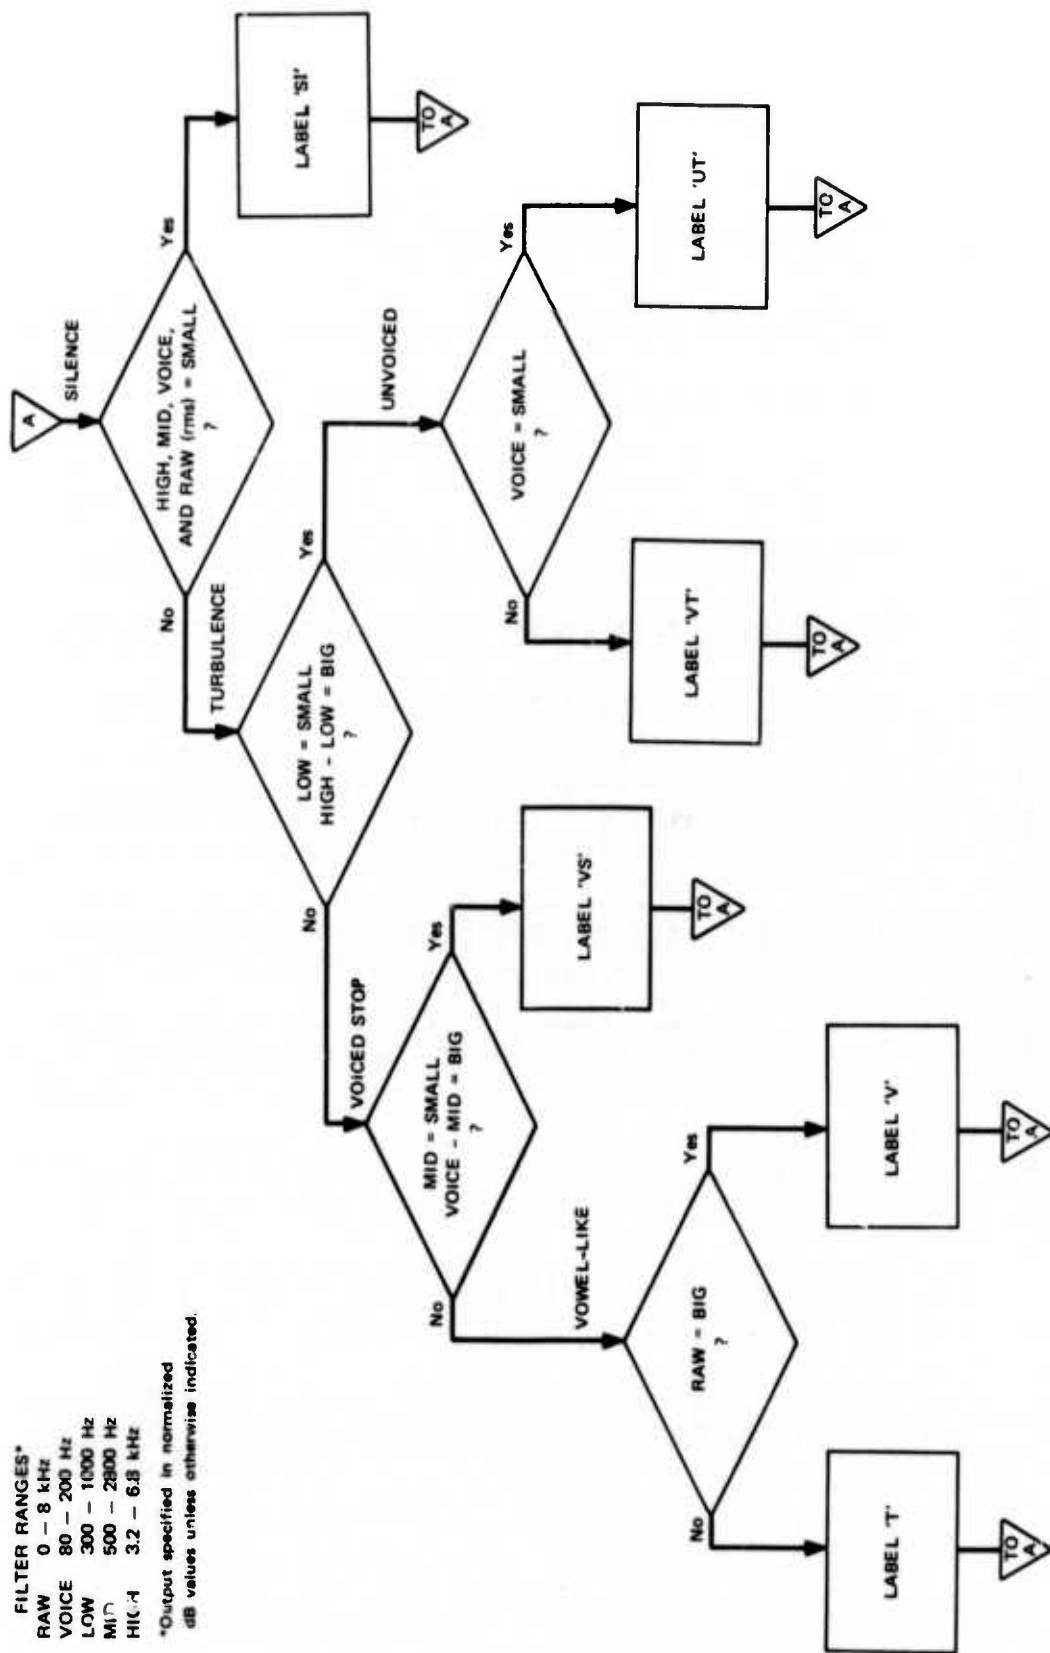 FILTER RANGES*
RAW 0 – 8 kHz
VOICE 80 – 200 Hz
LOW 300 – 1000 Hz
MID 500 – 2800 Hz
HIGH 3.2 – 6.8 kHz
*Output specified in normalized
dB values unless otherwise indicated.
A
SILENCE
HIGH, MID, VOICE,
AND RAW (rms) = SMALL
?
Yes
LABEL 'SI'
TO
A
No
TURBULENCE
LOW = SMALL
HIGH - LOW = BIG
?
Yes
UNVOICED
VOICE = SMALL
?
Yes
LABEL 'UT'
TO
A
No
LABEL 'VT'
TO
A
No
VOICED STOP
MID = SMALL
VOICE - MID = BIG
?
Yes
LABEL 'VS'
TO
A
No
VOWEL-LIKE
RAW = BIG
?
Yes
LABEL 'V'
TO
A
No
LABEL 'T'
TO
A